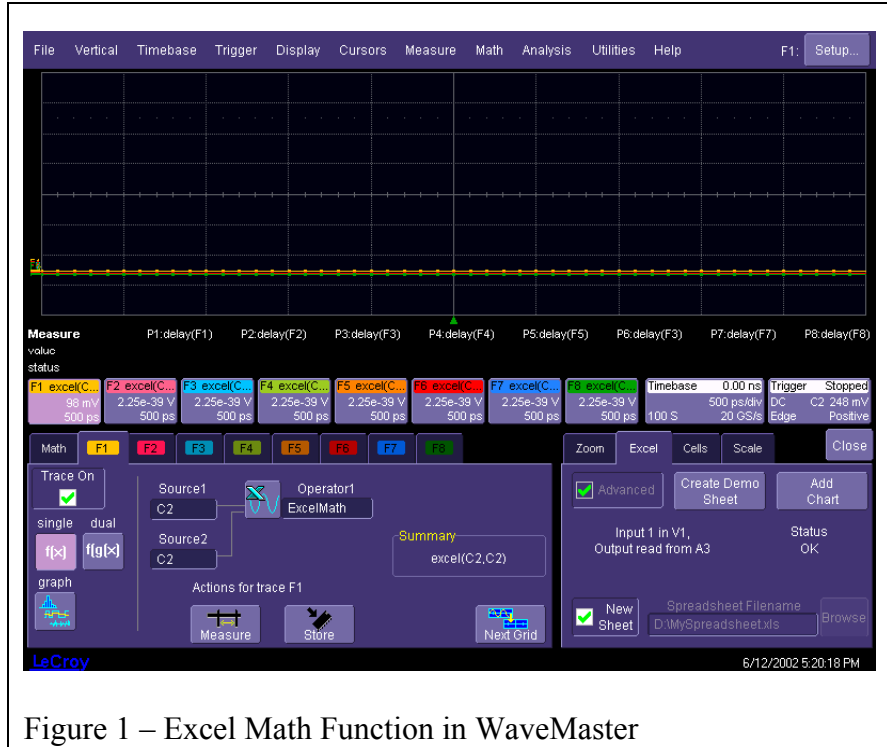 File Vertical Timebase Trigger Display Cursors Measure Math Analysis Utilities Help F1: Setup...
F1
Measure P1:delay(F1) P2:delay(F2) P3:delay(F3) P4:delay(F4) P5:delay(F5) P6:delay(F3) P7:delay(F7) P8:delay(F8)
value
status
F1 excel(C... F2 excel(C... F3 excel(C... F4 excel(C... F5 excel(C... F6 excel(C... F7 excel(C... F8 excel(C... Timebase 0.00 ns Trigger Stopped
98 mV 2.25e-39 V 2.25e-39 V 2.25e-39 V 2.25e-39 V 2.25e-39 V 2.25e-39 V 2.25e-39 V 500 ps/div DC C2 248 mV
500 ps 500 ps 500 ps 500 ps 500 ps 500 ps 500 ps 500 ps 100 S 20 GS/s Edge Positive
Math F1 F2 F3 F4 F5 F6 F7 F8 Zoom Excel Cells Scale Close
Trace On
Source1 Operator1
C2 ExcelMath
single dual
f(x) f(g(x)
Source2
C2
Summary
excel(C2,C2)
graph
Actions for trace F1
Measure Store Next Grid
Advanced
Create Demo
Sheet
Add
Chart
Input 1 in V1,
Output read from A3
Status
OK
New
Sheet
Spreadsheet Filename
D:\MySpreadsheet.xls
Browse
LeCroy 6/12/2002 5:20:18 PM
Figure 1 – Excel Math Function in WaveMaster